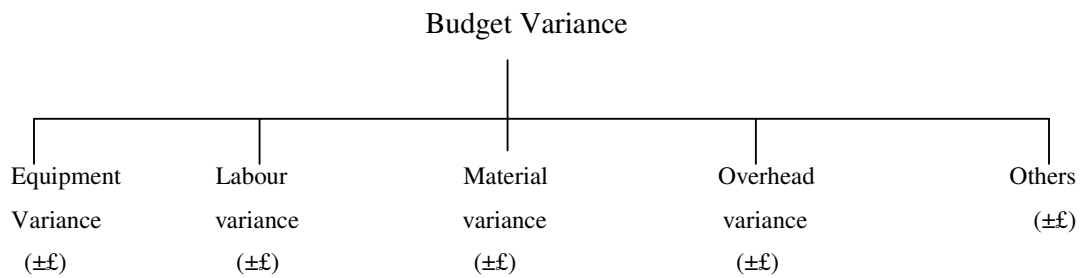 Budget Variance
Equipment Labour Material Overhead Others
Variance variance variance variance (±£)
(±£) (±£) (±£) (±£)